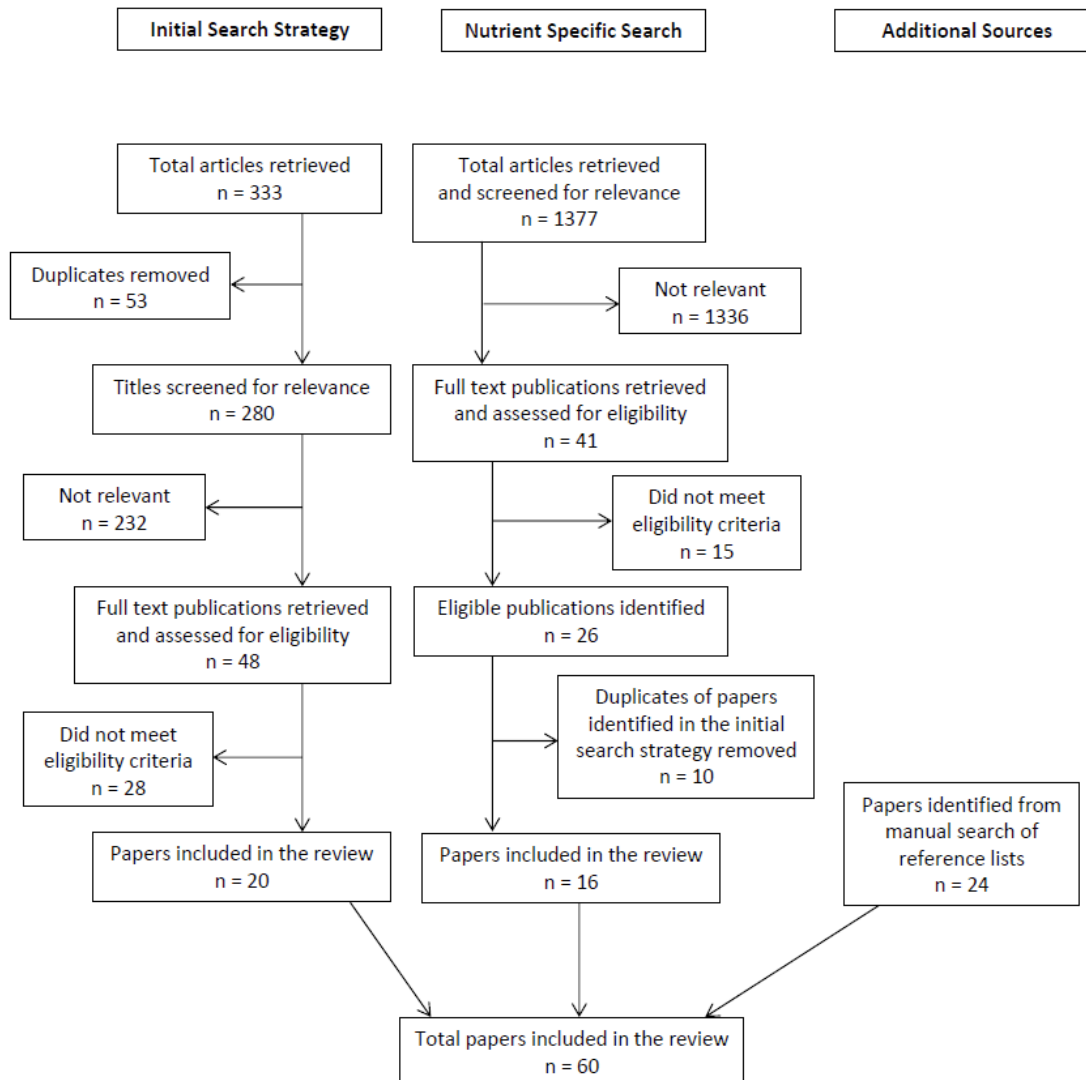 Initial Search Strategy
Nutrient Specific Search
Additional Sources
Total articles retrieved
n = 333
Duplicates removed
n = 53
Titles screened for relevance
n = 280
Not relevant
n = 232
Full text publications retrieved
and assessed for eligibility
n = 48
Did not meet
eligibility criteria
n = 28
Papers included in the review
n = 20
Total articles retrieved
and screened for relevance
n = 1377
Not relevant
n = 1336
Full text publications retrieved
and assessed for eligibility
n = 41
Did not meet
eligibility criteria
n = 15
Eligible publications identified
n = 26
Duplicates of papers
identified in the initial
search strategy removed
n = 10
Papers included in the review
n = 16
Papers identified from
manual search of
reference lists
n = 24
Total papers included in the review
n = 60